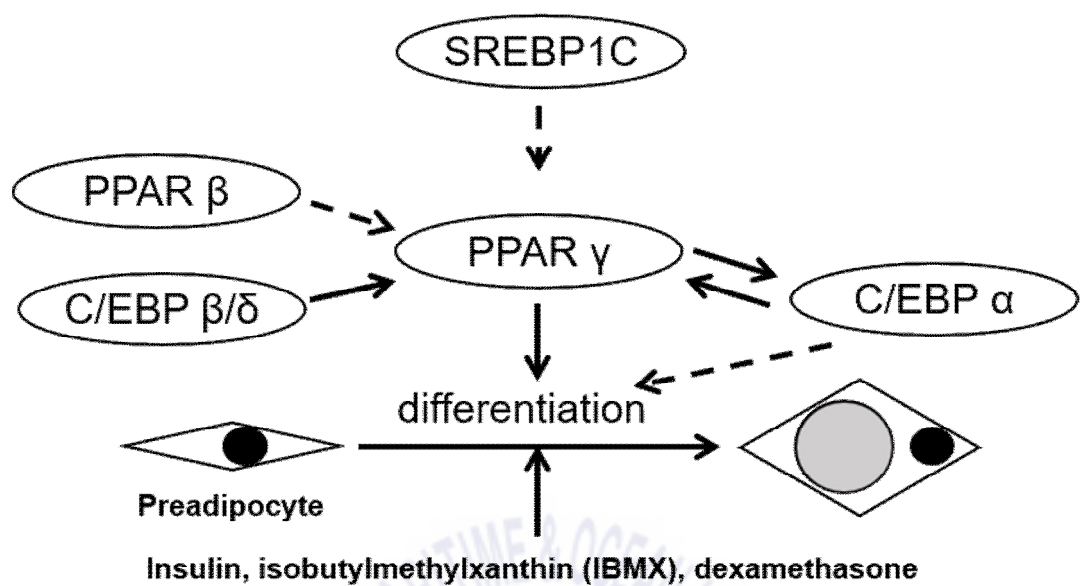 SREBP1C
PPAR β
PPAR γ
C/EBP β/δ
C/EBP α
differentiation
Preadipocyte
Insulin, isobutylmethylxanthin (IBMX), dexamethasone